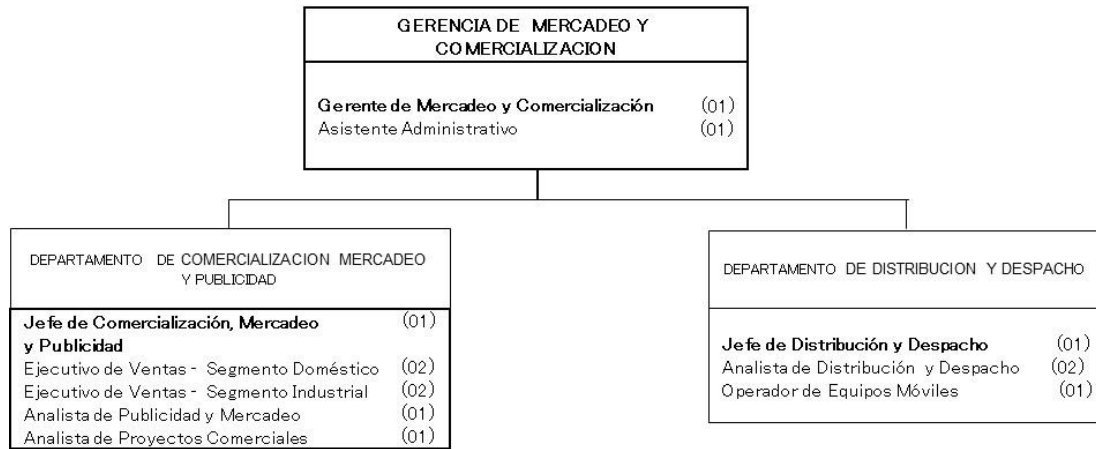 GERENCIA DE MERCADEO Y
COMERCIALIZACION
Gerente de Mercadeo y Comercialización (01)
Asistente Administrativo (01)
DEPARTAMENTO DE COMERCIALIZACION MERCADEO
Y PUBLICIDAD
Jefe de Comercialización, Mercadeo (01)
y Publicidad
Ejecutivo de Ventas - Segmento Doméstico (02)
Ejecutivo de Ventas - Segmento Industrial (02)
Analista de Publicidad y Mercadeo (01)
Analista de Proyectos Comerciales (01)
DEPARTAMENTO DE DISTRIBUCION Y DESPACHO
Jefe de Distribución y Despacho (01)
Analista de Distribución y Despacho (02)
Operador de Equipos Móviles (01)